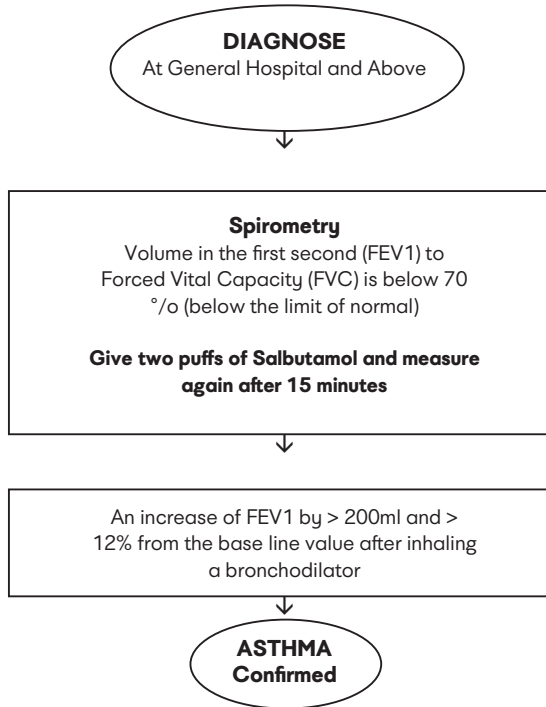 DIAGNOSE
At General Hospital and Above
Spirometry
Volume in the first second (FEV1) to
Forced Vital Capacity (FVC) is below 70
°/o (below the limit of normal)
Give two puffs of Salbutamol and measure
again after 15 minutes
An increase of FEV1 by > 200ml and >
12% from the base line value after inhaling
a bronchodilator
ASTHMA
Confirmed